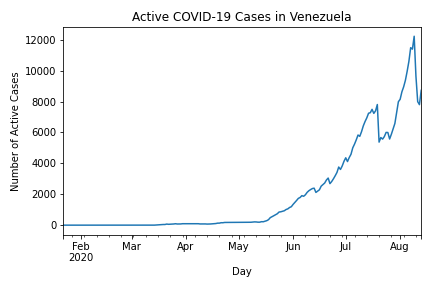 Active COVID-19 Cases in Venezuela
Number of Active Cases
12000
10000
8000
6000
4000
2000
0
Feb Mar Apr May Jun Jul Aug
2020
Day